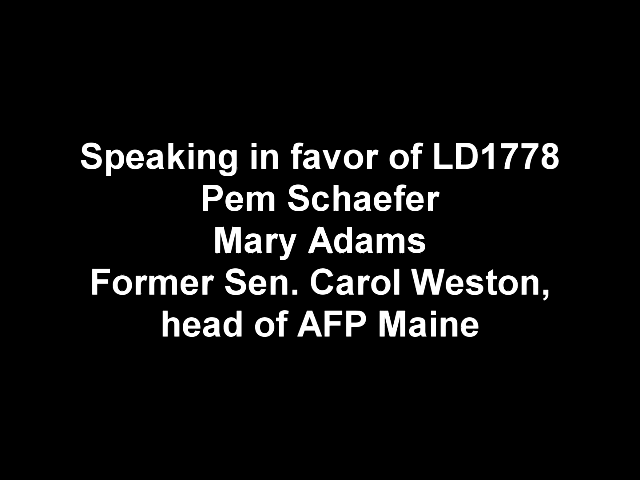 Speaking in favor of LD1778
Pem Schaefer
Mary Adams
Former Sen. Carol Weston,
head of AFP Maine